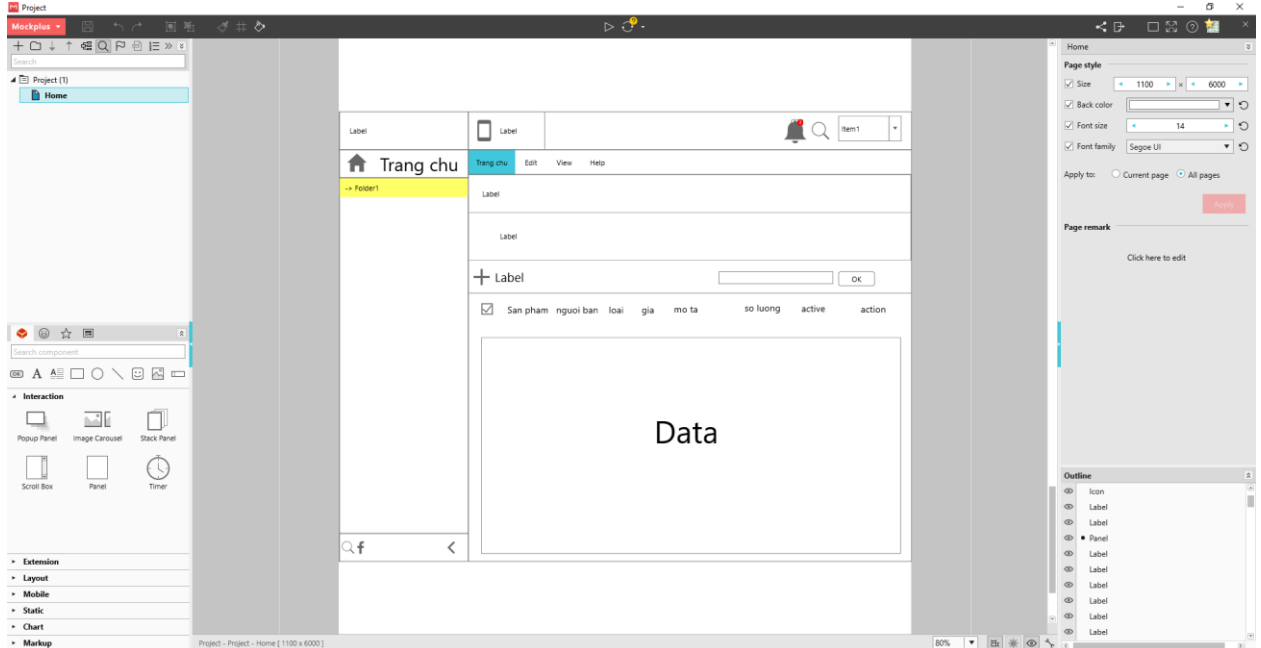 Project
Mockplus
Search
Project (1)
Home
Search component
OK
A
A
Interaction
Popup Panel
Image Carousel
Stack Panel
Scroll Box
Panel
Timer
Extension
Layout
Mobile
Static
Chart
Markup
Label
Label
Item1
Trang chu
Trang chu
Edit
View
Help
-> Folder1
Label
Label
Label
OK
San pham
nguoi ban
loai
gia
mo ta
so luong
active
action
Data
Project - Project - Home [ 1100 x 6000 ]
80%
Home
Page style
Size
1100
x
6000
Back color
Font size
14
Font family
Segoe UI
Apply to:
Current page
All pages
Apply
Page remark
Click here to edit
Outline
Icon
Label
Label
Panel
Label
Label
Label
Label
Label
Label